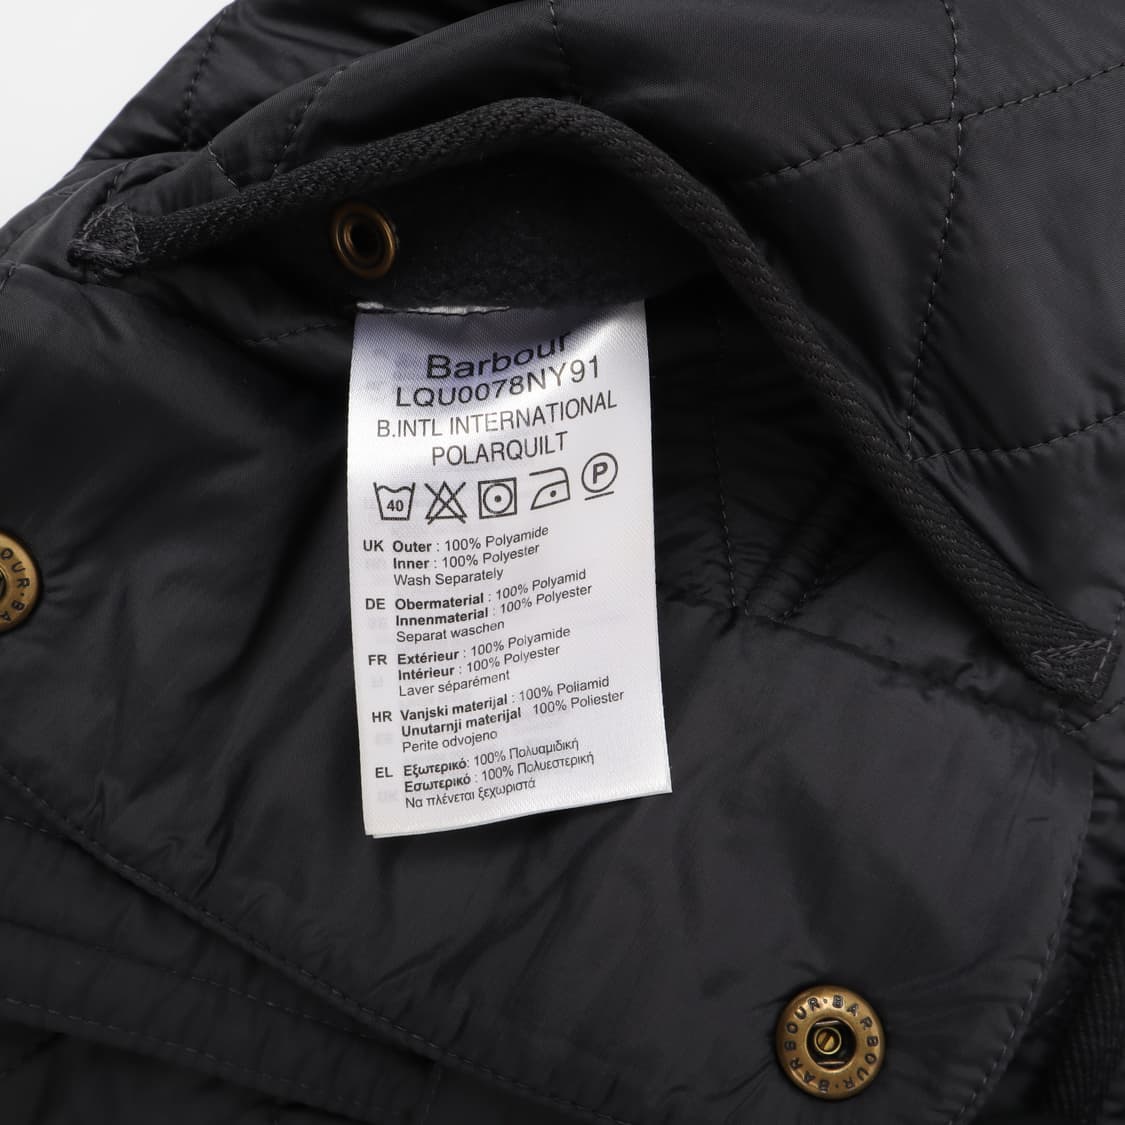 Barbour
LQU0078NY91
B.INTL INTERNATIONAL
POLARQUILT
40 P
UK Outer : 100% Polyamide
Inner : 100% Polyester
Wash Separately
DE Obermaterial : 100% Polyamid
Innenmaterial : 100% Polyester
Separat waschen
FR Extérieur : 100% Polyamide
Intérieur : 100% Polyester
Laver séparément
HR Vanjski materijal : 100% Poliamid
Unutarnji materijal 100% Poliester
Perite odvojeno
EL Εξωτερικό: 100% Πολυαμιδική
Εσωτερικό : 100% Πολυεστερική
Να πλένεται ξεχωριστά
BARBOUR·BARBOUR